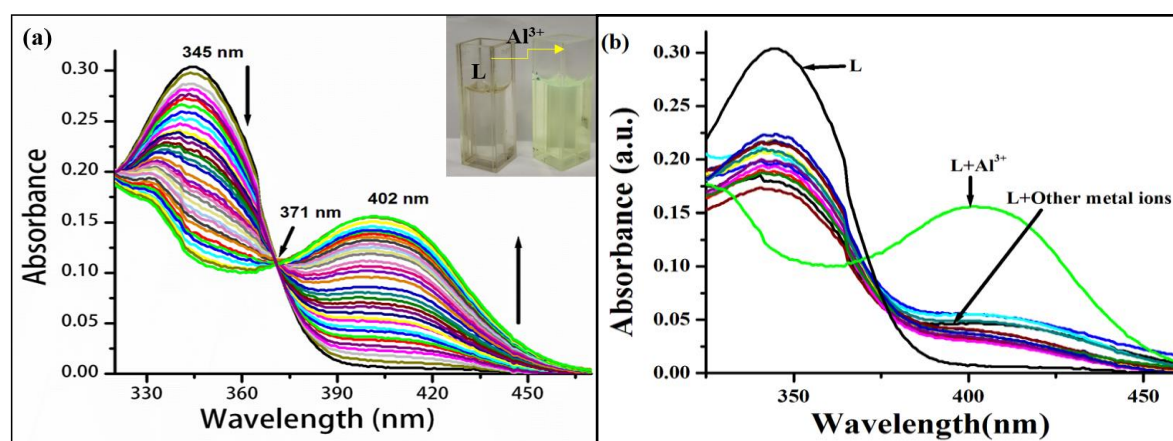 (a)
345 nm
Al³⁺
L
0.30
0.25
0.20
0.15
0.10
0.05
0.00
402 nm
371 nm
Absorbance
330
360
390
420
450
Wavelength (nm)
(b)
L
0.30
0.25
0.20
0.15
0.10
0.05
0.00
L+Al³⁺
L+Other metal ions
Absorbance (a.u.)
350
375
400
425
450
Wavelength(nm)